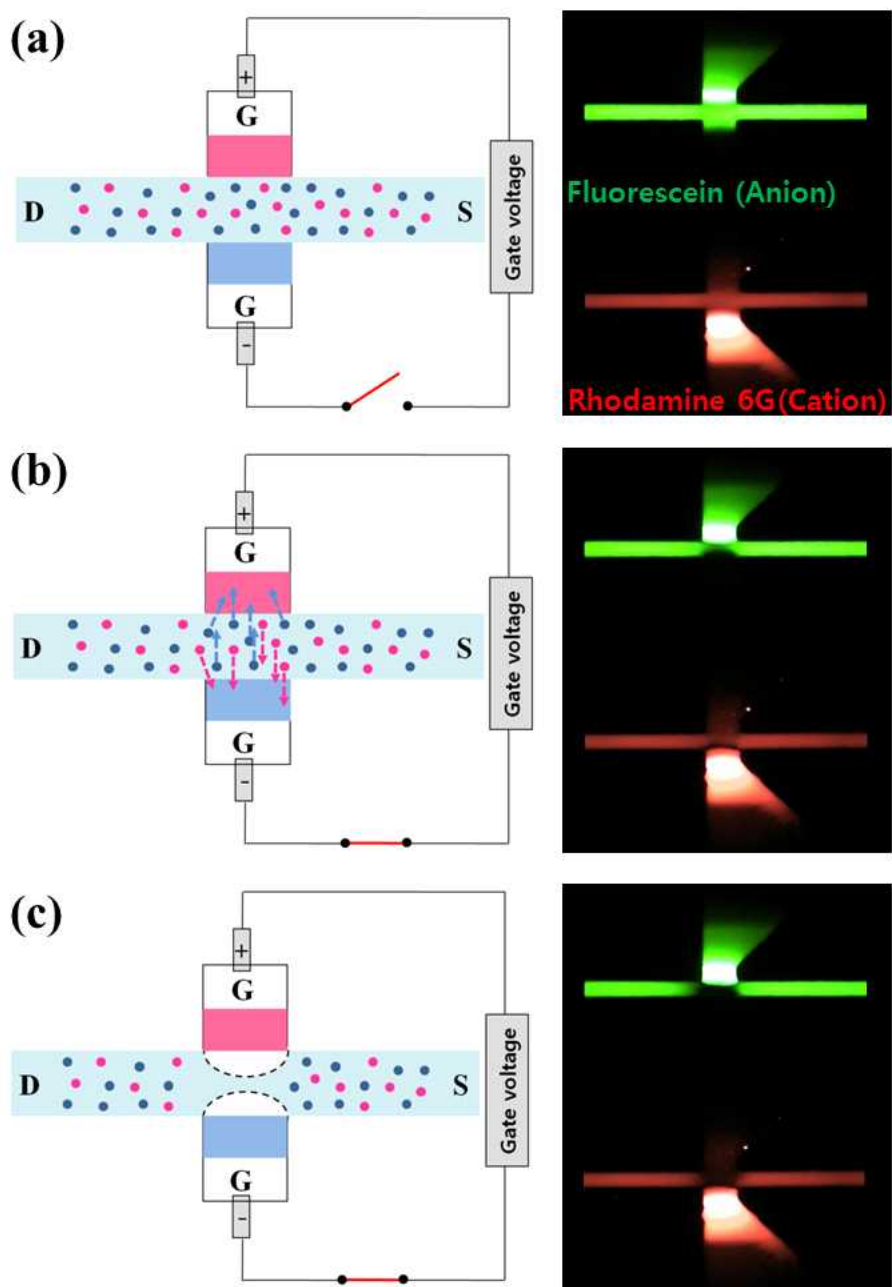 (a)
+
G
D
S
G
-
Gate voltage
Fluorescein (Anion)
Rhodamine 6G(Cation)
(b)
+
G
D
S
G
-
Gate voltage
(c)
+
G
D
S
G
-
Gate voltage